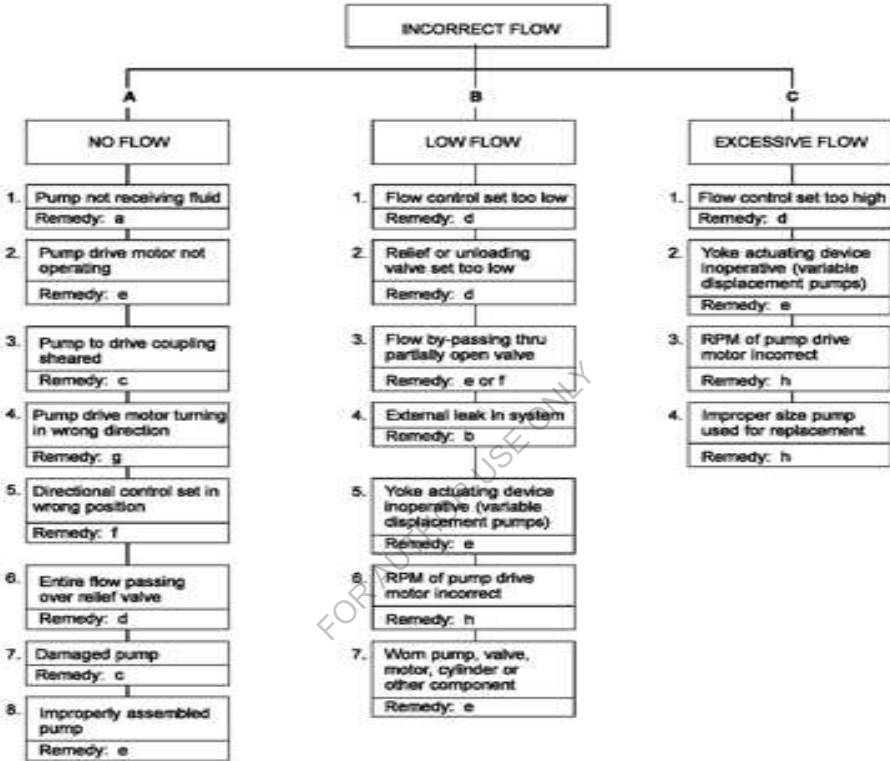 INCORRECT FLOW
A
NO FLOW
1. Pump not receiving fluid
Remedy: a
2. Pump drive motor not
operating
Remedy: e
3. Pump to drive coupling
sheared
Remedy: c
4. Pump drive motor turning
in wrong direction
Remedy: g
5. Directional control set in
wrong position
Remedy: f
6. Entire flow passing
over relief valve
Remedy: d
7. Damaged pump
Remedy: c
8. Improperly assembled
pump
Remedy: e
B
LOW FLOW
1. Flow control set too low
Remedy: d
2. Relief or unloading
valve set too low
Remedy: d
3. Flow by-passing thru
partially open valve
Remedy: e or f
4. External leak in system
Remedy: b
5. Yoke actuating device
inoperative (variable
displacement pumps)
Remedy: e
6. RPM of pump drive
motor incorrect
Remedy: h
7. Worn pump, valve,
motor, cylinder or
other component
Remedy: e
C
EXCESSIVE FLOW
1. Flow control set too high
Remedy: d
2. Yoke actuating device
inoperative (variable
displacement pumps)
Remedy: e
3. RPM of pump drive
motor incorrect
Remedy: h
4. Improper size pump
used for replacement
Remedy: h
FOR AUTHOR USE ONLY